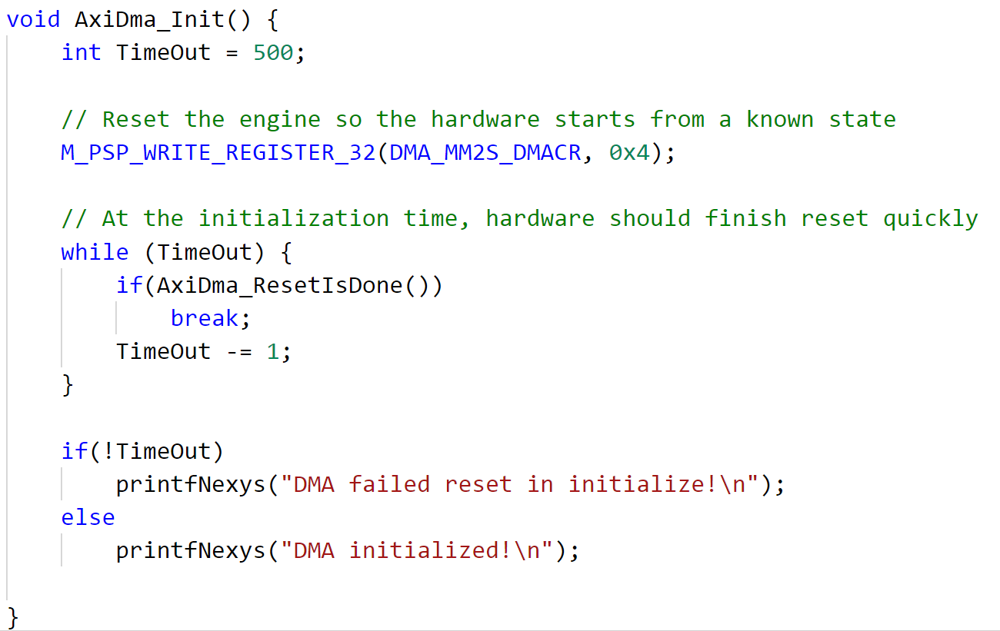 void AxiDma_Init() {
    int TimeOut = 500;

    // Reset the engine so the hardware starts from a known state
    M_PSP_WRITE_REGISTER_32(DMA_MM2S_DMACR, 0x4);

    // At the initialization time, hardware should finish reset quickly
    while (TimeOut) {
        if(AxiDma_ResetIsDone())
            break;
        TimeOut -= 1;
    }

    if(!TimeOut)
        printfNexys("DMA failed reset in initialize!\n");
    else
        printfNexys("DMA initialized!\n");

}